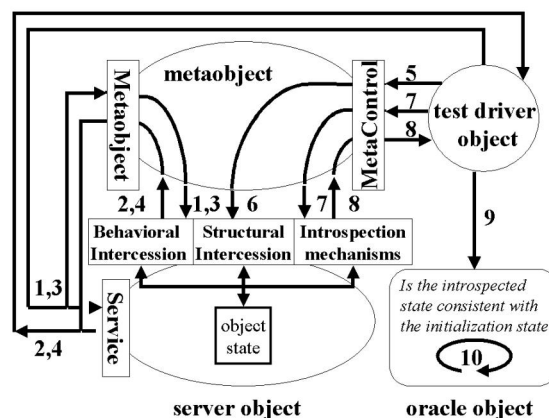 metaobject
Metaobject
MetaControl
5
7
8
test driver
object
2,4
1,3
6
7
8
9
Behavioral
Intercession
Structural
Intercession
Introspection
mechanisms
1,3
2,4
Service
object
state
Is the introspected
state consistent with
the initialization state
10
server object
oracle object